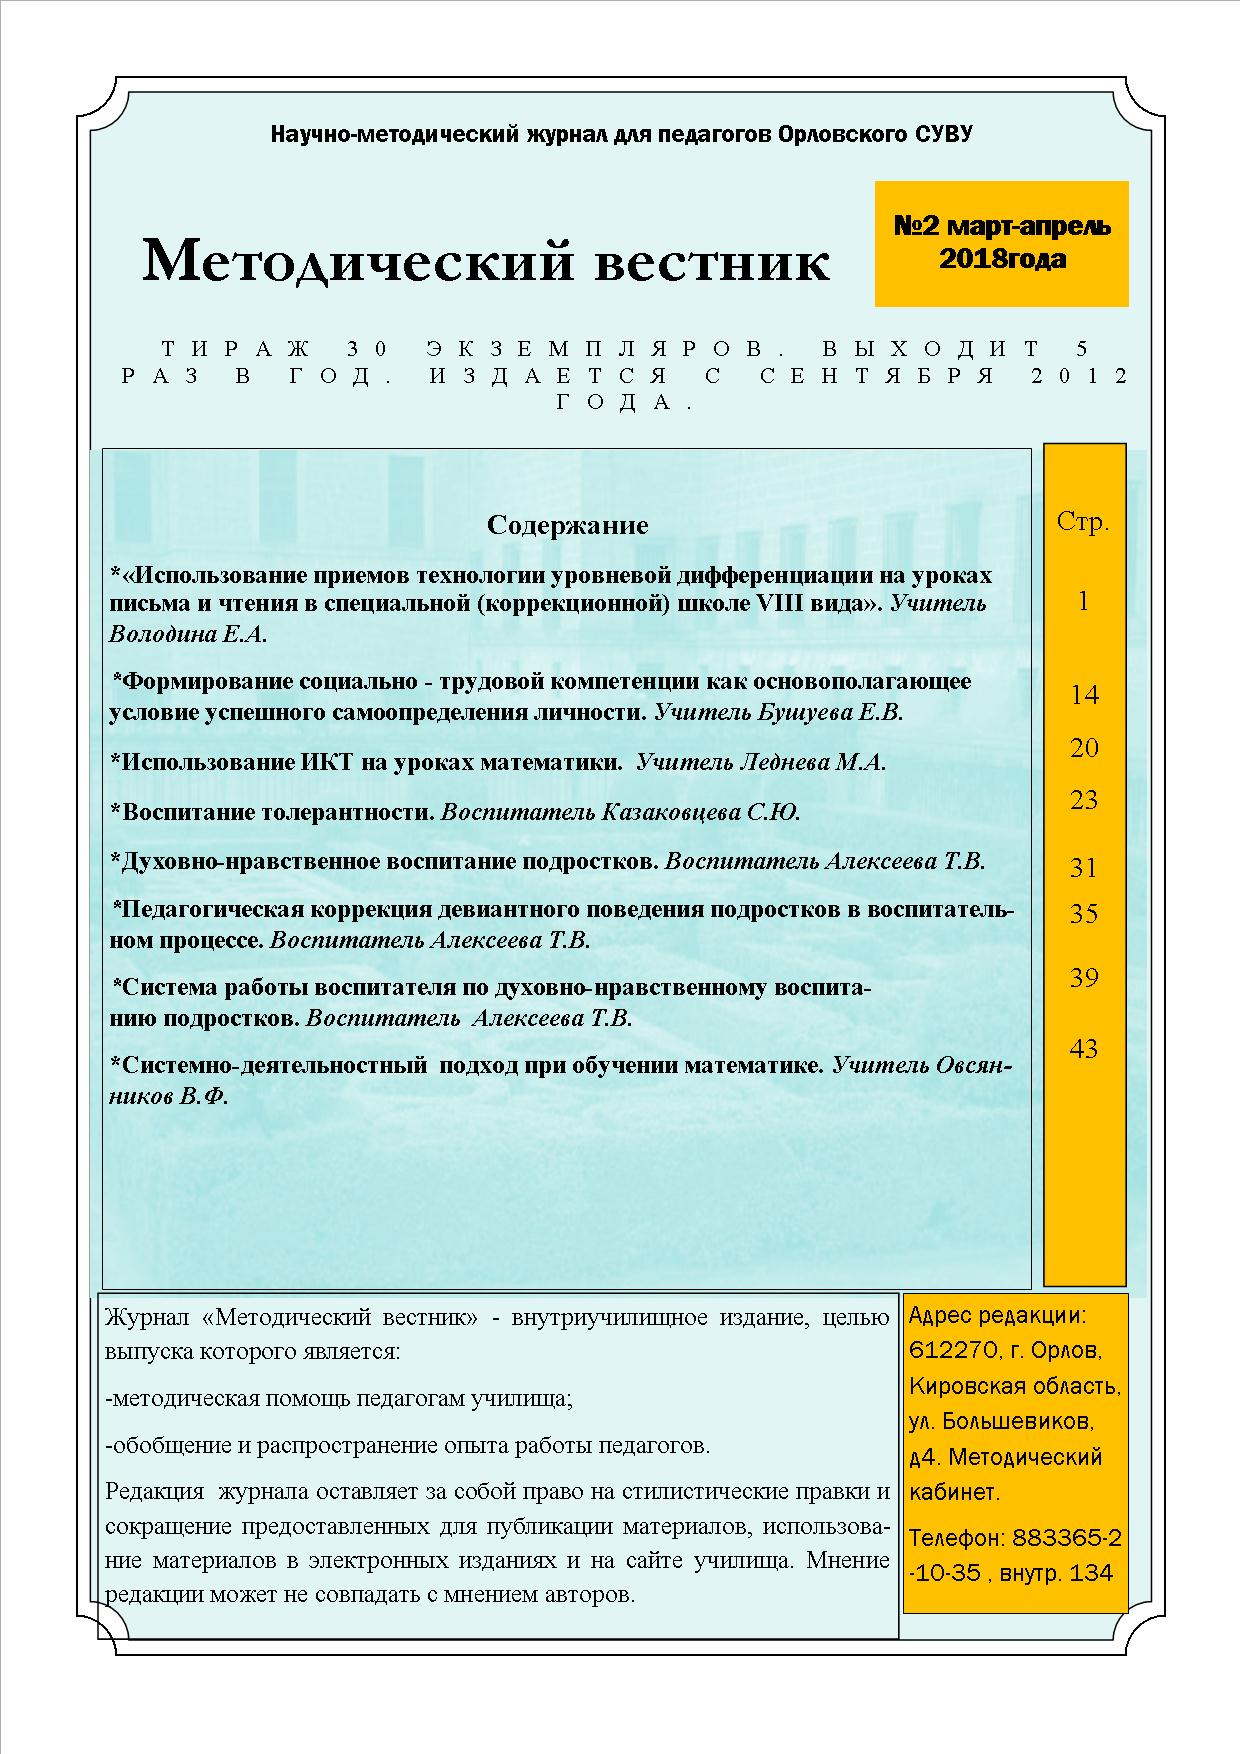 Научно-методический журнал для педагогов Орловского СУВУ
Методический вестник
№2 март-апрель
2018года
ТИРАЖ 30 ЭКЗЕМПЛЯРОВ. ВЫХОДИТ 5
РАЗ В ГОД. ИЗДАЕТСЯ С СЕНТЯБРЯ 2012
ГОДА.
Содержание
*«Использование приемов технологии уровневой дифференциации на уроках
письма и чтения в специальной (коррекционной) школе VIII вида». Учитель
Володина Е.А.
*Формирование социально - трудовой компетенции как основополагающее
условие успешного самоопределения личности. Учитель Бушуева Е.В.
*Использование ИКТ на уроках математики.  Учитель Леднева М.А.
*Воспитание толерантности. Воспитатель Казаковцева С.Ю.
*Духовно-нравственное воспитание подростков. Воспитатель Алексеева Т.В.
*Педагогическая коррекция девиантного поведения подростков в воспитатель-
ном процессе. Воспитатель Алексеева Т.В.
*Система работы воспитателя по духовно-нравственному воспита-
нию подростков. Воспитатель  Алексеева Т.В.
*Системно-деятельностный  подход при обучении математике. Учитель Овсян-
ников В.Ф.
Стр.
1
14
20
23
31
35
39
43
Журнал «Методический вестник» - внутриучилищное издание, целью
выпуска которого является:
-методическая помощь педагогам училища;
-обобщение и распространение опыта работы педагогов.
Редакция  журнала оставляет за собой право на стилистические правки и
сокращение предоставленных для публикации материалов, использова-
ние материалов в электронных изданиях и на сайте училища. Мнение
редакции может не совпадать с мнением авторов.
Адрес редакции:
612270, г. Орлов,
Кировская область,
ул. Большевиков,
д4. Методический
кабинет.
Телефон: 883365-2
-10-35 , внутр. 134